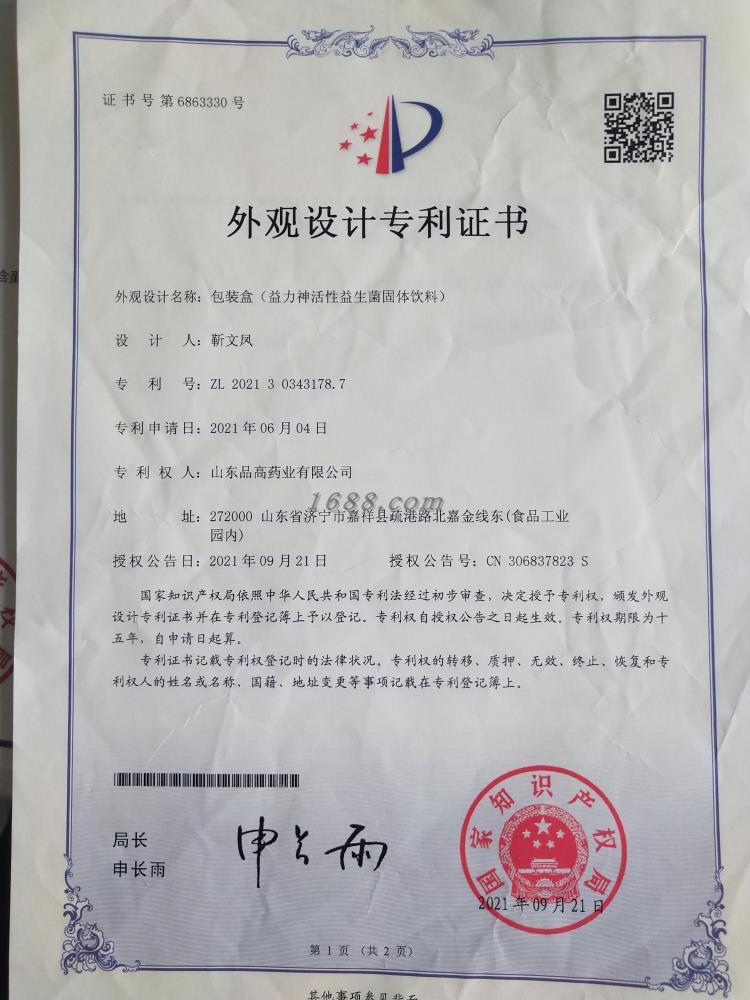 证书号第6863330号
外观设计专利证书
外观设计名称：包装盒（益力神活性益生菌固体饮料）
设 计 人：靳文凤
专 利 号：ZL 2021 3 0343178.7
专利申请日：2021年06月04日
专 利 权 人：山东品高药业有限公司
1688.com
地 址：272000 山东省济宁市嘉祥县疏港路北嘉金线东(食品工业
园内)
授权公告日：2021年09月21日 授权公告号：CN 306837823 S
国家知识产权局依照中华人民共和国专利法经过初步审查，决定授予专利权，颁发外观
设计专利证书并在专利登记簿上予以登记。专利权自授权公告之日起生效。专利权期限为十
五年，自申请日起算。
专利证书记载专利权登记时的法律状况。专利权的转移、质押、无效、终止、恢复和专
利权人的姓名或名称、国籍、地址变更等事项记载在专利登记簿上。
局长
申长雨
申长雨
国家知识产权局
2021年09月21日
第1页（共2页）
其他事项参见背面